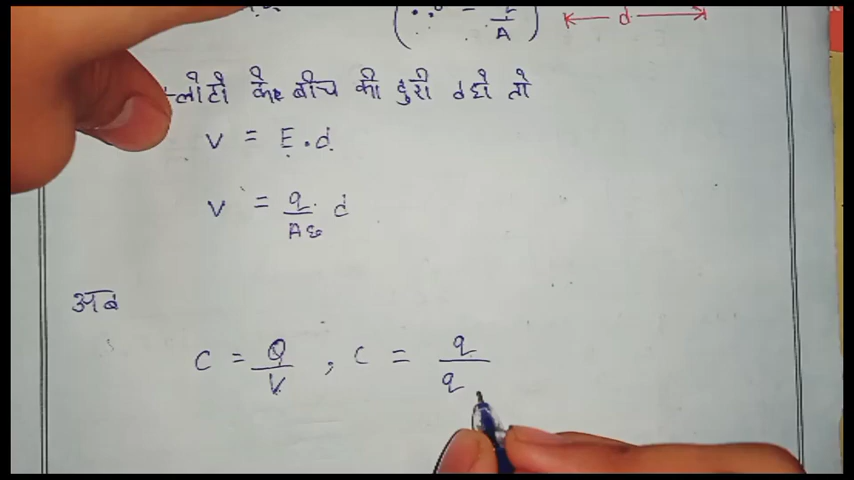 (∵ σ = q/A) d
प्लेटो के बीच की दुरी d हो तो
V = E . d
V = q/Aε₀ . d
अब
C = Q/V , C = q/q